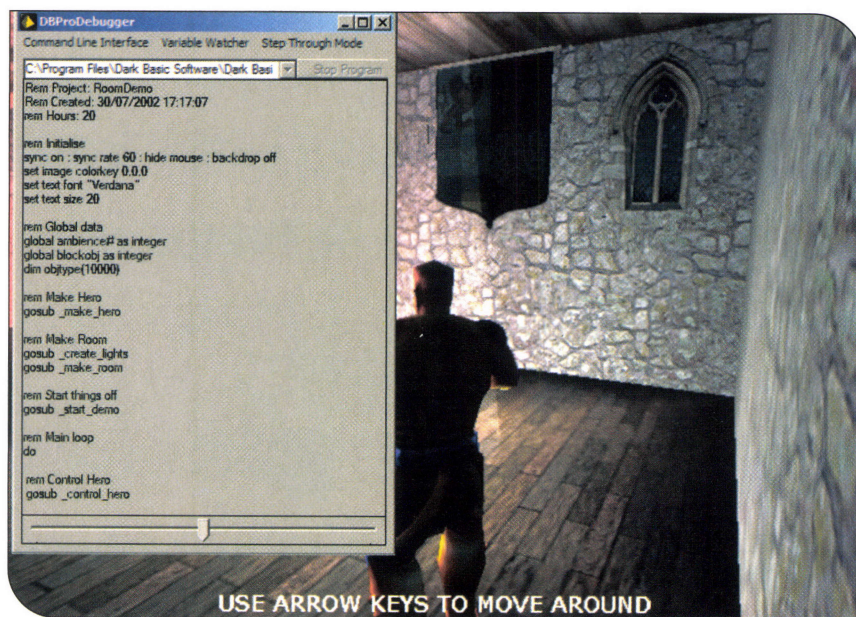 DBProDebugger
Command Line Interface Variable Watcher Step Through Mode
C:\Program Files\Dark Basic Software\Dark Basi Stop Program
Rem Project: RoomDemo
Rem Created: 30/07/2002 17:17:07
rem Hours: 20
rem Initialise
sync on : sync rate 60 : hide mouse : backdrop off
set image colorkey 0.0.0
set text font "Verdana"
set text size 20
rem Global data
global ambience# as integer
global blockobj as integer
dim objtype(10000)
rem Make Hero
gosub _make_hero
rem Make Room
gosub _create_lights
gosub _make_room
rem Start things off
gosub _start_demo
rem Main loop
do
rem Control Hero
gosub _control_hero
USE ARROW KEYS TO MOVE AROUND